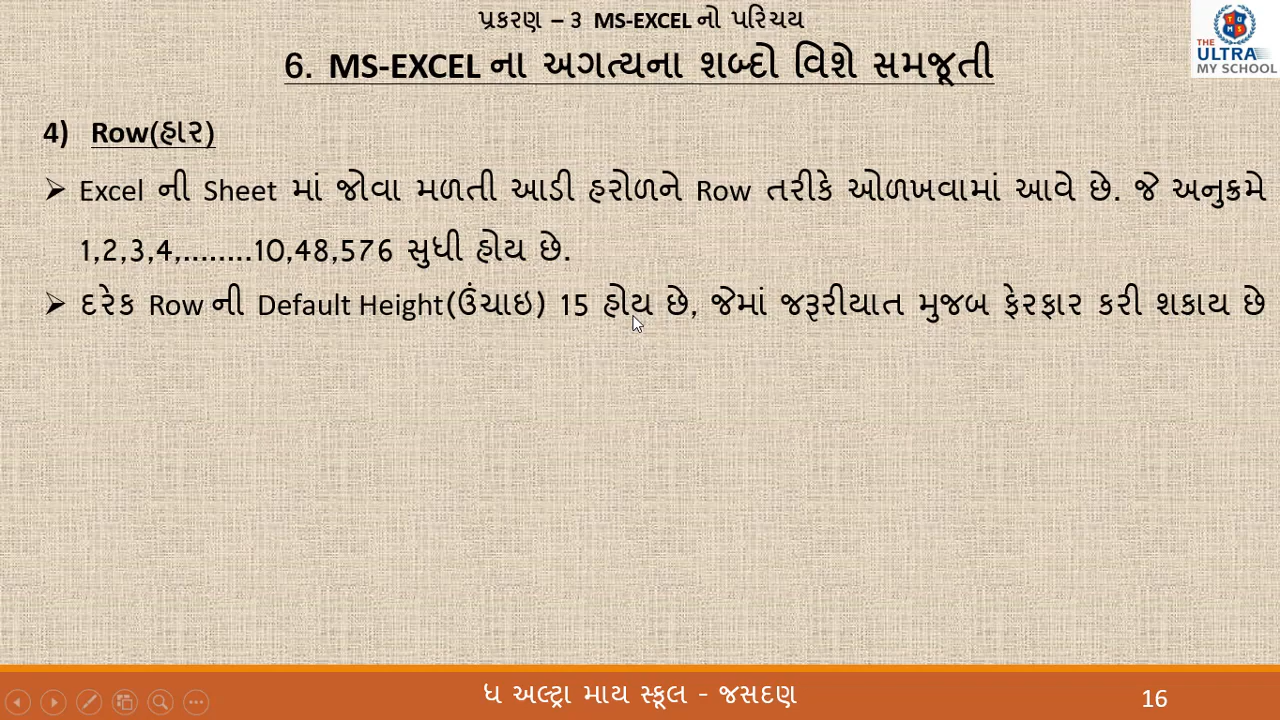 પ્રકરણ – ૩ MS-EXCEL નો પરિચય
6. MS-EXCEL ના અગત્યના શબ્દો વિશે સમજૂતી
THE
ULTRA
MY SCHOOL
4) Row(હાર)
➢ Excel ની Sheet માં જોવા મળતી આડી હરોળને Row તરીકે ઓળખવામાં આવે છે. જે અનુક્રમે
1,2,3,4,........10,48,576 સુધી હોય છે.
➢ દરેક Row ની Default Height(ઉંચાઇ) 15 હોય છે, જેમાં જરૂરીયાત મુજબ ફેરફાર કરી શકાય છે
ધ અલ્ટ્રા માય સ્કૂલ - જસદણ
16